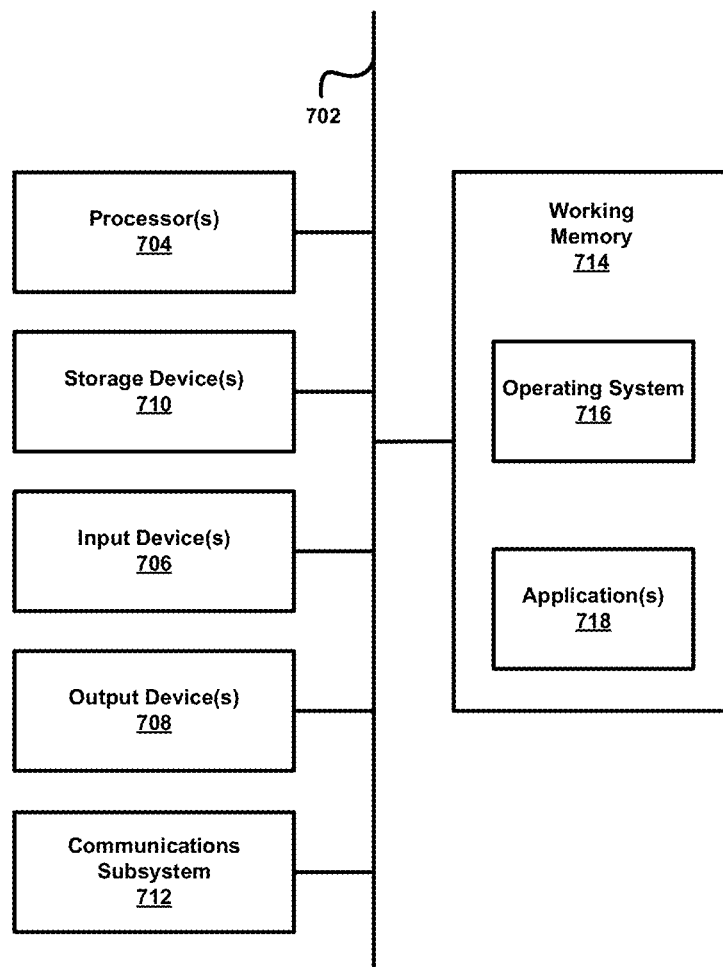 702
Processor(s)
704
Storage Device(s)
710
Input Device(s)
706
Output Device(s)
708
Communications
Subsystem
712
Working
Memory
714
Operating System
716
Application(s)
718